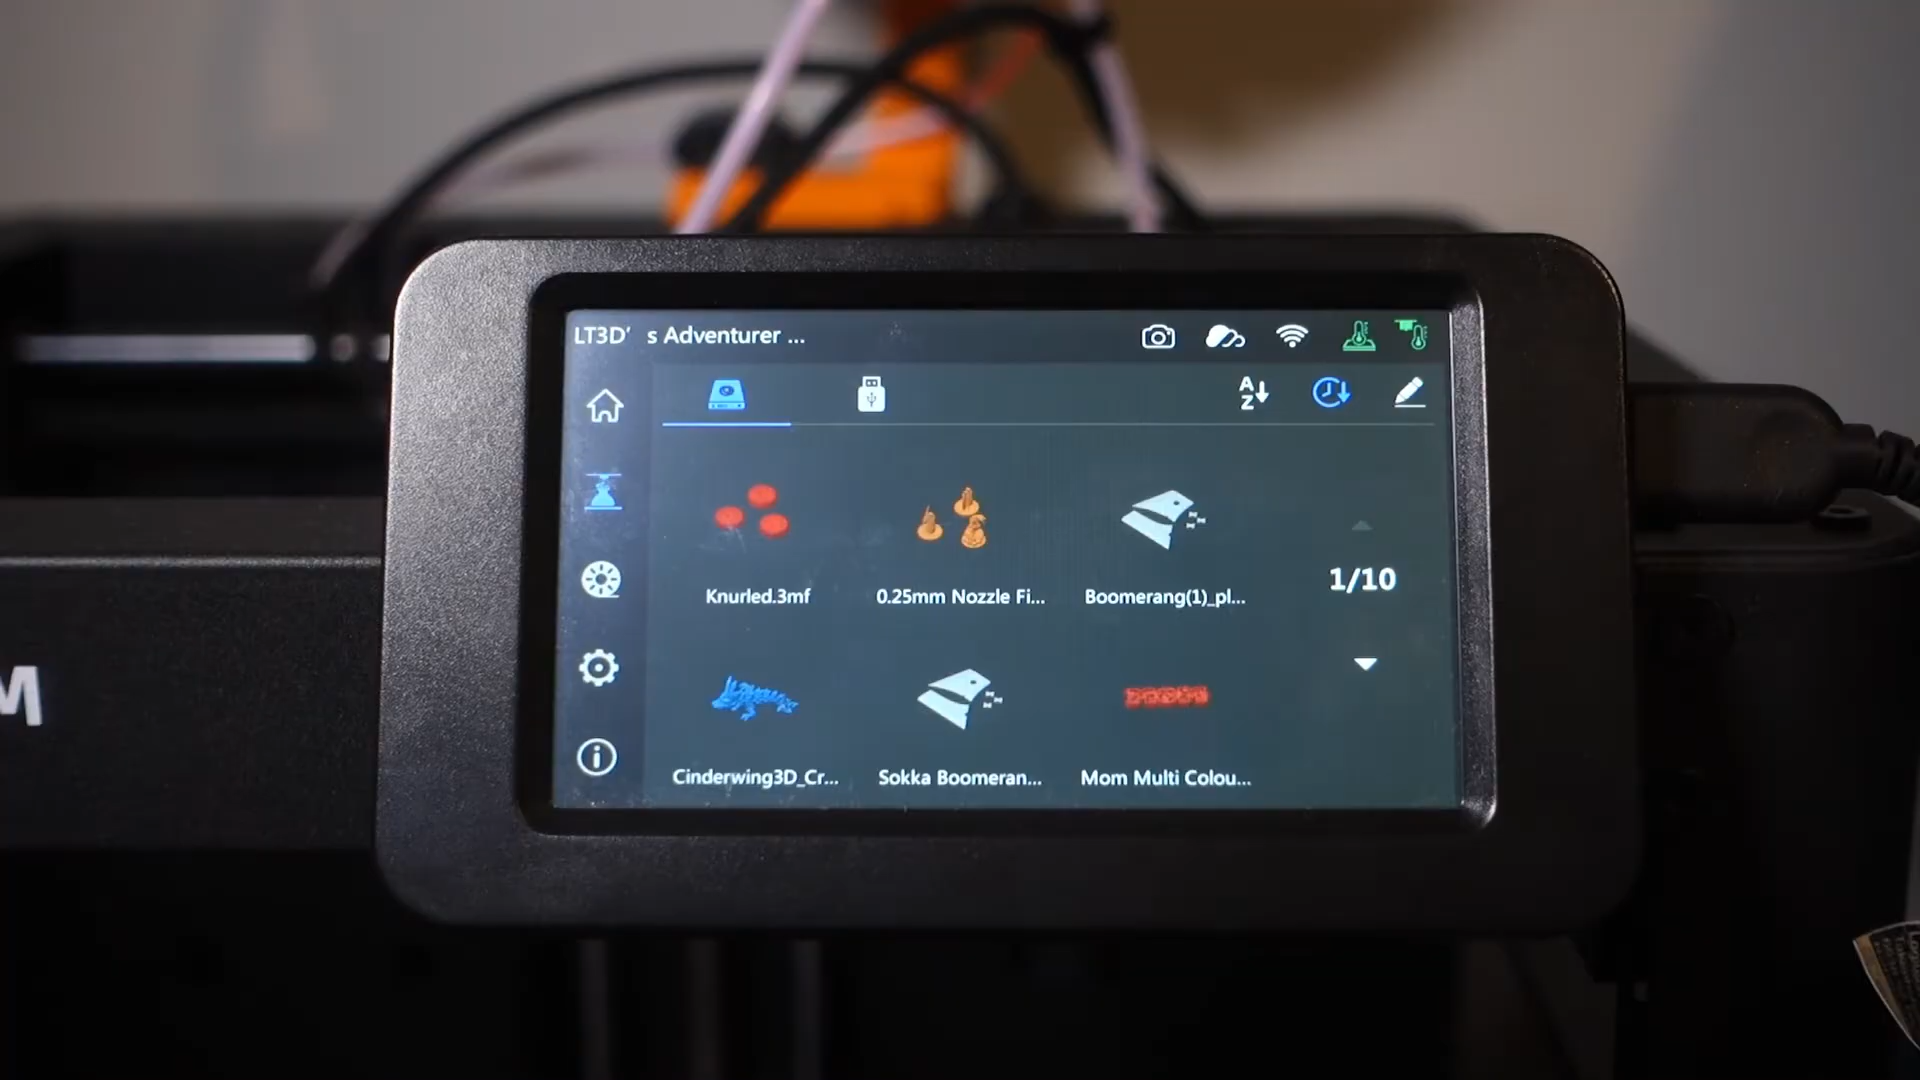 LT3D' s Adventurer ...
A
Z
Knurled.3mf
0.25mm Nozzle Fi...
Boomerang(1)_pl...
1/10
Cinderwing3D_Cr...
Sokka Boomeran...
Mom Multi Colou...
M